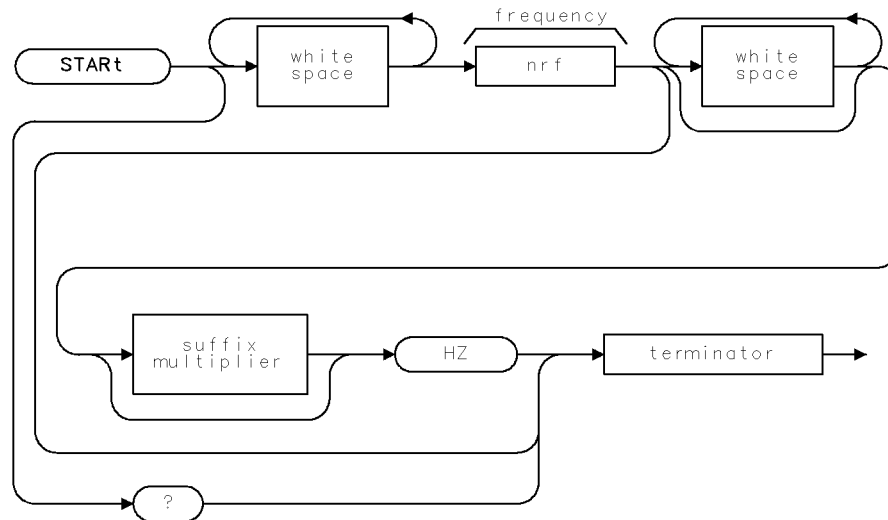 frequency
STARt
white
space
nrf
white
space
suffix
multiplier
HZ
terminator
?